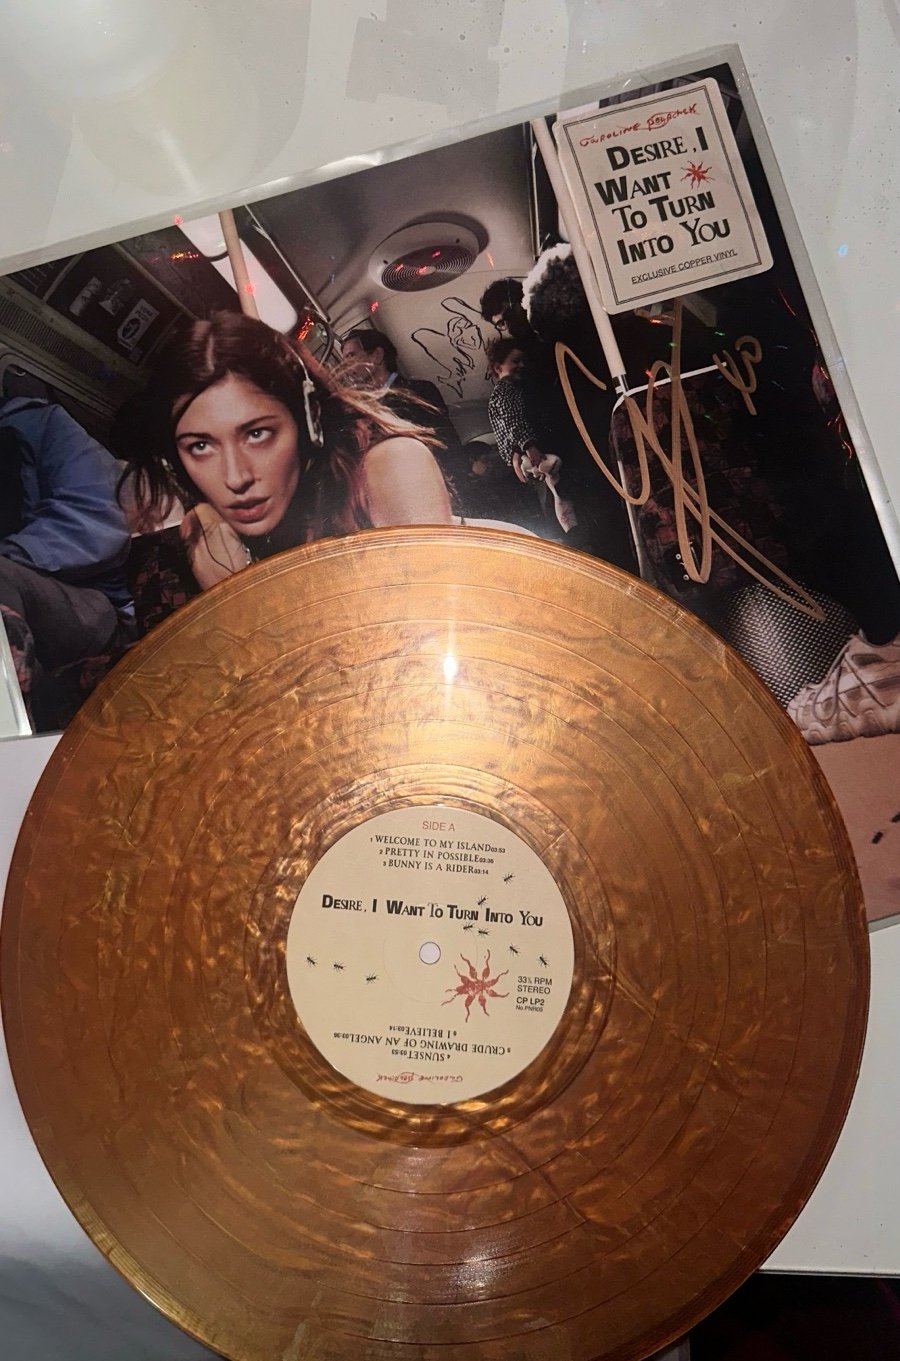 CAROLINE POLACHEK
DESIRE, I
WANT
TO TURN
INTO YOU
EXCLUSIVE COPPER VINYL
SIDE A
1 WELCOME TO MY ISLAND 03:53
2 PRETTY IN POSSIBLE 03:36
3 BUNNY IS A RIDER 03:14
DESIRE, I WANT TO TURN INTO YOU
33⅓ RPM
STEREO
CP LP2
No.PNR05
4 SUNSET 03:53
5 CRUDE DRAWING OF AN ANGEL 03:36
6 I BELIEVE 03:14
CAROLINE POLACHEK